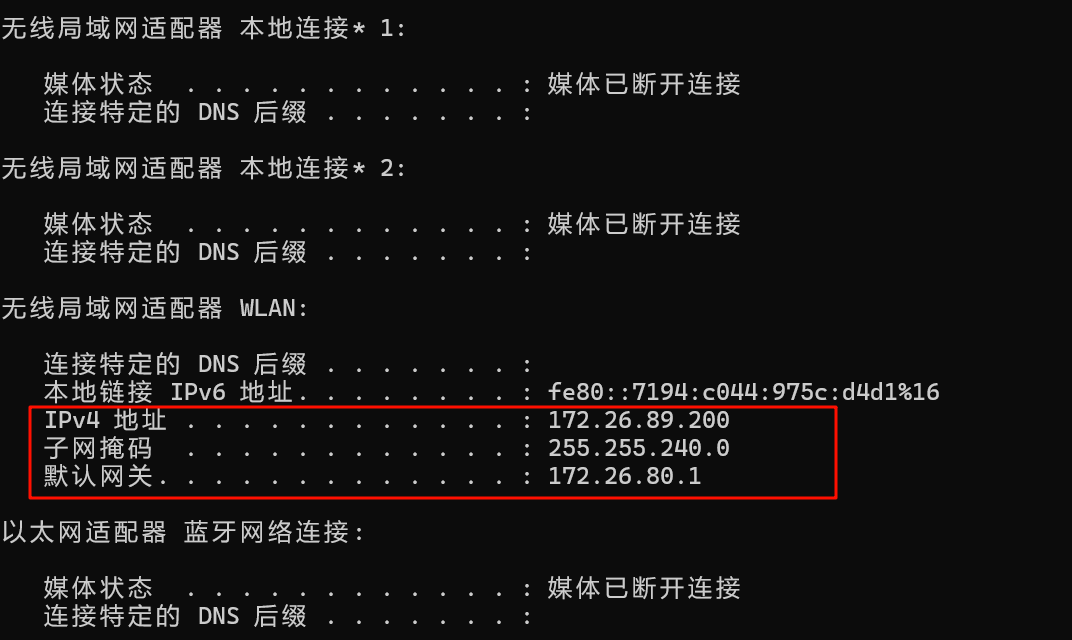 无线局域网适配器 本地连接* 1:
媒体状态 . . . . . . . . . . . . : 媒体已断开连接
连接特定的 DNS 后缀 . . . . . . . :
无线局域网适配器 本地连接* 2:
媒体状态 . . . . . . . . . . . . : 媒体已断开连接
连接特定的 DNS 后缀 . . . . . . . :
无线局域网适配器 WLAN:
连接特定的 DNS 后缀 . . . . . . . :
本地链接 IPv6 地址. . . . . . . . : fe80::7194:c044:975c:d4d1%16
IPv4 地址 . . . . . . . . . . . . : 172.26.89.200
子网掩码 . . . . . . . . . . . . : 255.255.240.0
默认网关. . . . . . . . . . . . . : 172.26.80.1
以太网适配器 蓝牙网络连接:
媒体状态 . . . . . . . . . . . . : 媒体已断开连接
连接特定的 DNS 后缀 . . . . . . . :